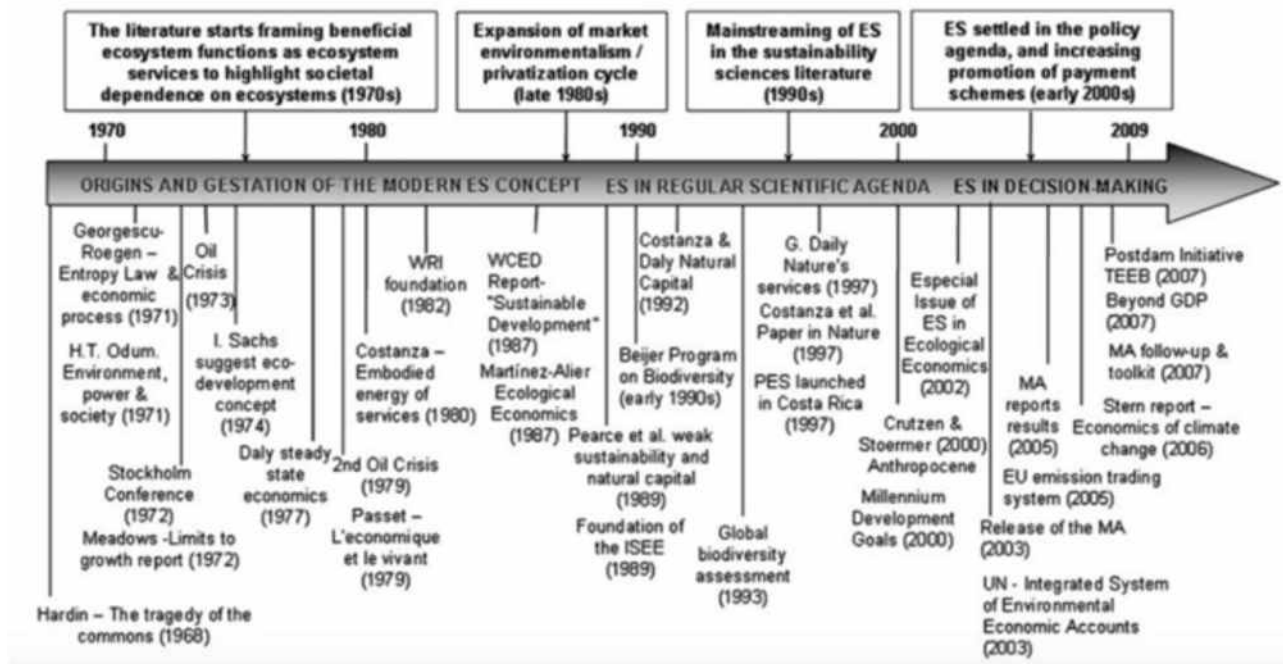 The literature starts framing beneficial
ecosystem functions as ecosystem
services to highlight societal
dependence on ecosystems (1970s)
Expansion of market
environmentalism /
privatization cycle
(late 1980s)
Mainstreaming of ES
in the sustainability
sciences literature
(1990s)
ES settled in the policy
agenda, and increasing
promotion of payment
schemes (early 2000s)
1970
1980
1990
2000
2009
ORIGINS AND GESTATION OF THE MODERN ES CONCEPT
ES IN REGULAR SCIENTIFIC AGENDA
ES IN DECISION-MAKING
Georgescu-
Roegen –
Entropy Law &
economic
process (1971)
H.T. Odum.
Environment,
power &
society (1971)
Stockholm
Conference
(1972)
Meadows -Limits to
growth report (1972)
Hardin – The tragedy of the
commons (1968)
Oil
Crisis
(1973)
I. Sachs
suggest eco-
development
concept
(1974)
Daly steady
state
economics
(1977)
2nd Oil Crisis
(1979)
Passet –
L'economique
et le vivant
(1979)
Costanza –
Embodied
energy of
services (1980)
WRI
foundation
(1982)
WCED
Report-
"Sustainable
Development"
(1987)
Martínez-Alier
Ecological
Economics
(1987)
Pearce et al. weak
sustainability and
natural capital
(1989)
Foundation of
the ISEE
(1989)
Costanza &
Daly Natural
Capital
(1992)
Beijer Program
on Biodiversity
(early 1990s)
Global
biodiversity
assessment
(1993)
G. Daily
Nature's
services (1997)
Costanza et al.
Paper in Nature
(1997)
PES launched
in Costa Rica
(1997)
Crutzen &
Stoermer (2000)
Anthropocene
Millennium
Development
Goals (2000)
Especial
Issue of
ES in
Ecological
Economics
(2002)
Release of the MA
(2003)
UN - Integrated System
of Environmental
Economic Accounts
(2003)
MA
reports
results
(2005)
EU emission trading
system (2005)
Stern report –
Economics of climate
change (2006)
Postdam Initiative
TEEB (2007)
Beyond GDP
(2007)
MA follow-up &
toolkit (2007)